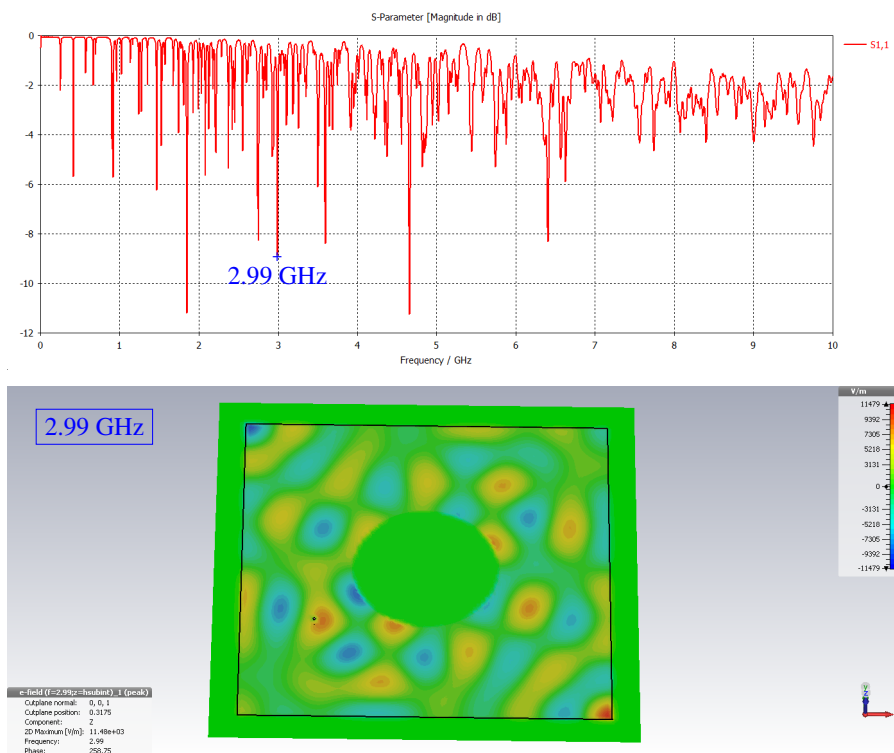 S-Parameter [Magnitude in dB]
0
-2
-4
-6
-8
-10
-12
S1,1
2.99 GHz
0 1 2 3 4 5 6 7 8 9 10
Frequency / GHz
2.99 GHz
V/m
11479
9392
7305
5218
3131
0
-3131
-5218
-7305
-9392
-11479
e-field (f=2.99;z=hsubint)_1 (peak)
Cutplane normal: 0, 0, 1
Cutplane position: 0.3175
Component: Z
2D Maximum [V/m]: 11.48e+03
Frequency: 2.99
Phase: 258.75